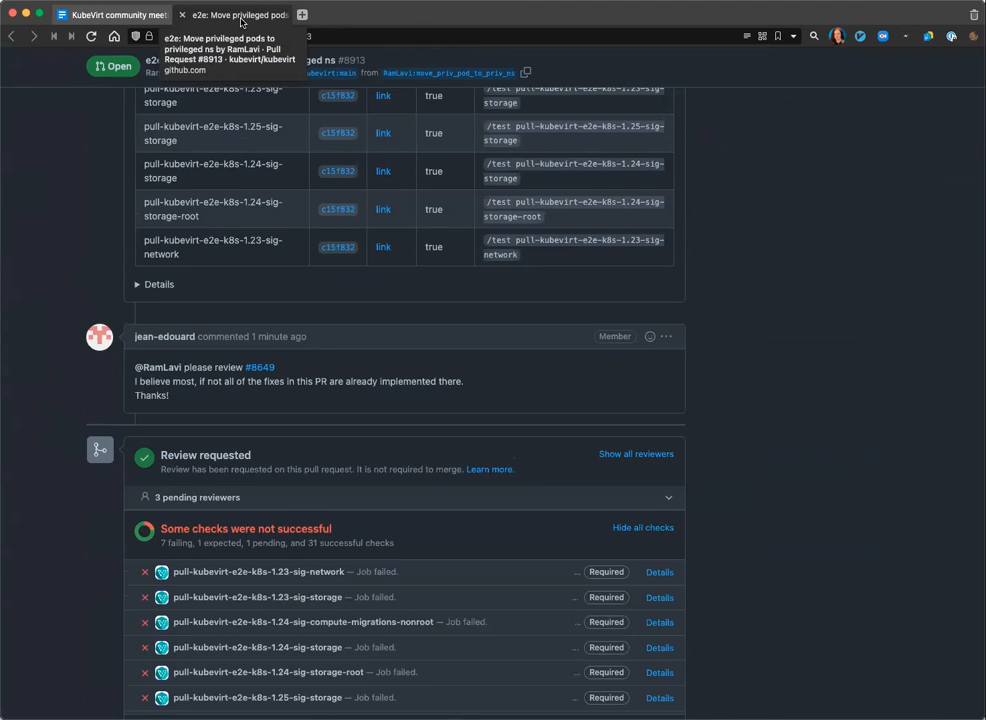 KubeVirt community meet
e2e: Move privileged pods
e2e: Move privileged pods to
privileged ns by RamLavi · Pull
Request #8913 · kubevirt/kubevirt
github.com
3
Open
ged ns #8913
kubevirt:main from RamLavi:move_priv_pod_to_priv_ns
pull-kubevirt-e2e-k8s-1.23-sig-
storage
c15f832
link
true
storage
pull-kubevirt-e2e-k8s-1.25-sig-
storage
c15f832
link
true
/test pull-kubevirt-e2e-k8s-1.25-sig-
storage
pull-kubevirt-e2e-k8s-1.24-sig-
storage
c15f832
link
true
/test pull-kubevirt-e2e-k8s-1.24-sig-
storage
pull-kubevirt-e2e-k8s-1.24-sig-
storage-root
c15f832
link
true
/test pull-kubevirt-e2e-k8s-1.24-sig-
storage-root
pull-kubevirt-e2e-k8s-1.23-sig-
network
c15f832
link
true
/test pull-kubevirt-e2e-k8s-1.23-sig-
network
Details
jean-edouard commented 1 minute ago
Member
@RamLavi please review #8649
I believe most, if not all of the fixes in this PR are already implemented there.
Thanks!
Review requested
Show all reviewers
Review has been requested on this pull request. It is not required to merge. Learn more.
3 pending reviewers
Some checks were not successful
Hide all checks
7 failing, 1 expected, 1 pending, and 31 successful checks
pull-kubevirt-e2e-k8s-1.23-sig-network — Job failed. ... Required Details
pull-kubevirt-e2e-k8s-1.23-sig-storage — Job failed. ... Required Details
pull-kubevirt-e2e-k8s-1.24-sig-compute-migrations-nonroot — Job failed. ... Required Details
pull-kubevirt-e2e-k8s-1.24-sig-storage — Job failed. ... Required Details
pull-kubevirt-e2e-k8s-1.24-sig-storage-root — Job failed. ... Required Details
pull-kubevirt-e2e-k8s-1.25-sig-storage — Job failed. ... Required Details